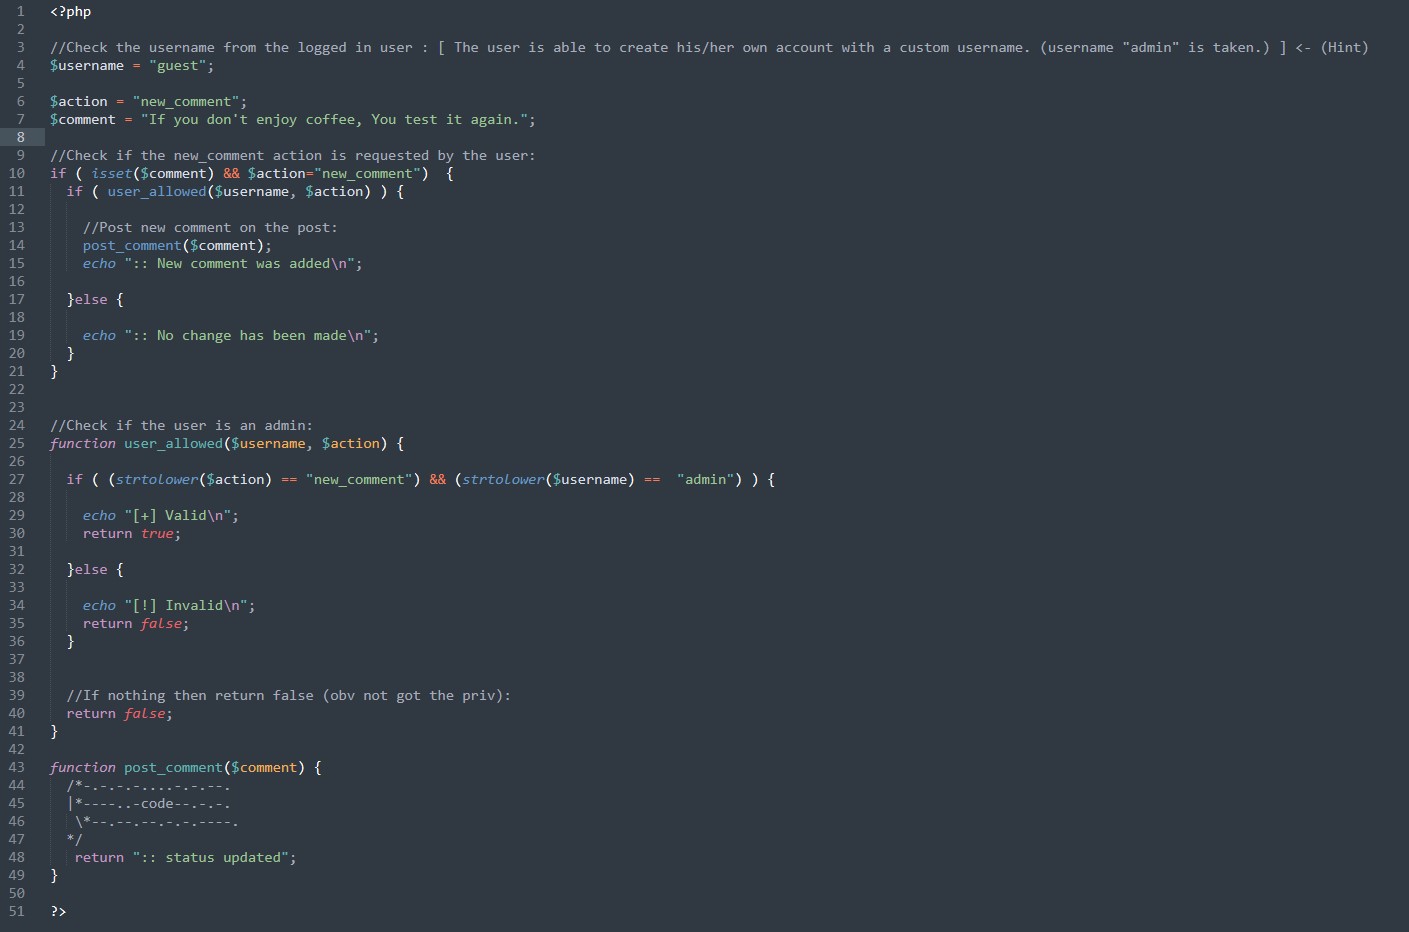 1 <?php
2
3 //Check the username from the logged in user : [ The user is able to create his/her own account with a custom username. (username "admin" is taken.) ] <- (Hint)
4 $username = "guest";
5
6 $action = "new_comment";
7 $comment = "If you don't enjoy coffee, You test it again.";
8
9 //Check if the new_comment action is requested by the user:
10 if ( isset($comment) && $action="new_comment")  {
11   if ( user_allowed($username, $action) ) {
12
13     //Post new comment on the post:
14     post_comment($comment);
15     echo ":: New comment was added\n";
16
17   }else {
18
19     echo ":: No change has been made\n";
20   }
21 }
22
23
24 //Check if the user is an admin:
25 function user_allowed($username, $action) {
26
27   if ( (strtolower($action) == "new_comment") && (strtolower($username) ==  "admin") ) {
28
29     echo "[+] Valid\n";
30     return true;
31
32   }else {
33
34     echo "[!] Invalid\n";
35     return false;
36   }
37
38
39   //If nothing then return false (obv not got the priv):
40   return false;
41 }
42
43 function post_comment($comment) {
44   /*-.-.-.-....-.-.--.
45   |*----..-code--.-.-.
46    \*--.--.--.-.-.----.
47   */
48    return ":: status updated";
49 }
50
51 ?>